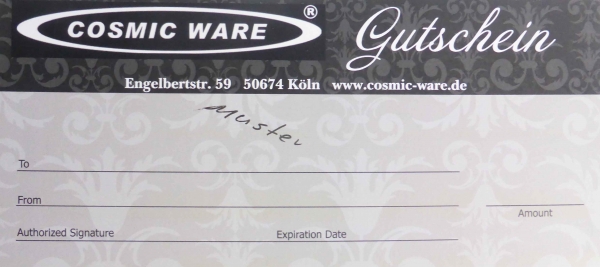 COSMIC WARE ®
Gutschein
Engelbertstr. 59 50674 Köln www.cosmic-ware.de
Muster
To
From
Amount
Authorized Signature Expiration Date